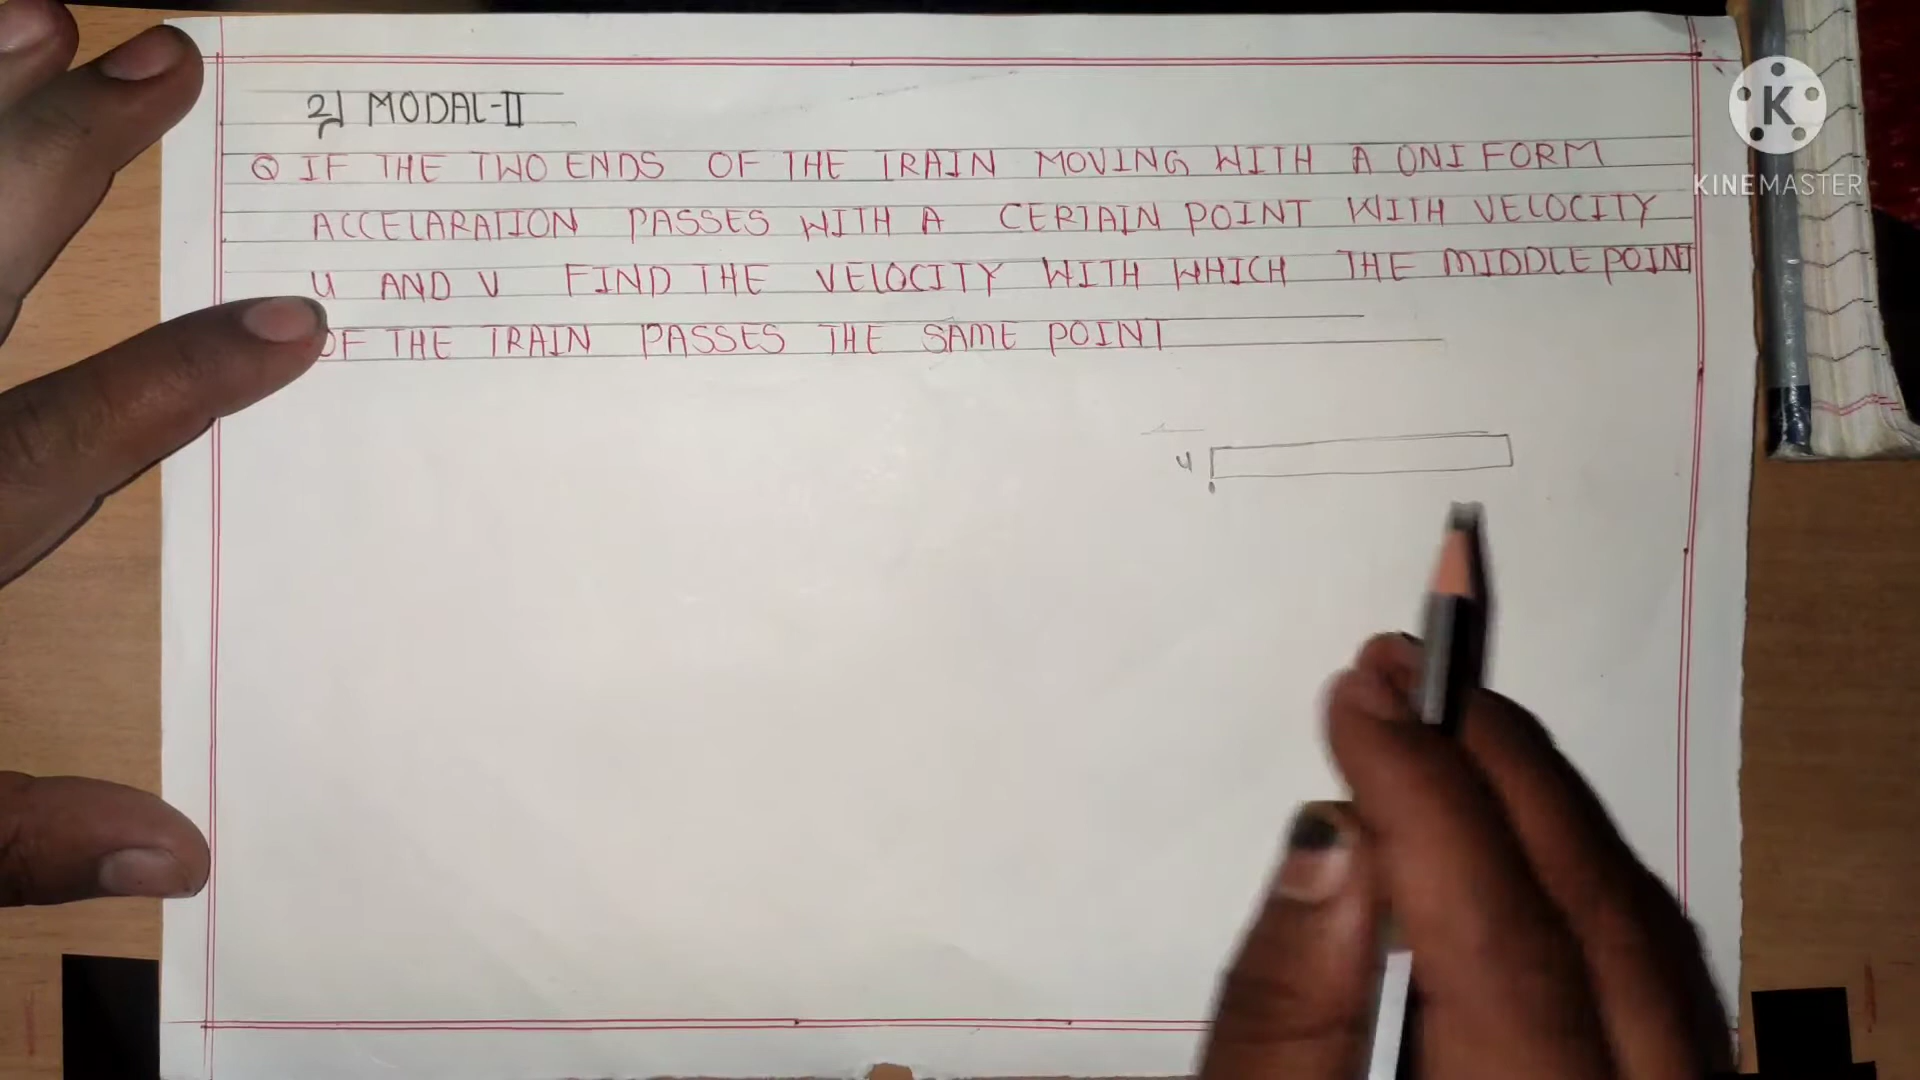 2) MODAL-II
Q IF THE TWO ENDS OF THE TRAIN MOVING WITH A ONIFORM
ACCELARATION PASSES WITH A CERTAIN POINT WITH VELOCITY
U AND V FIND THE VELOCITY WITH WHICH THE MIDDLE POINT
OF THE TRAIN PASSES THE SAME POINT
u
K
KINEMASTER